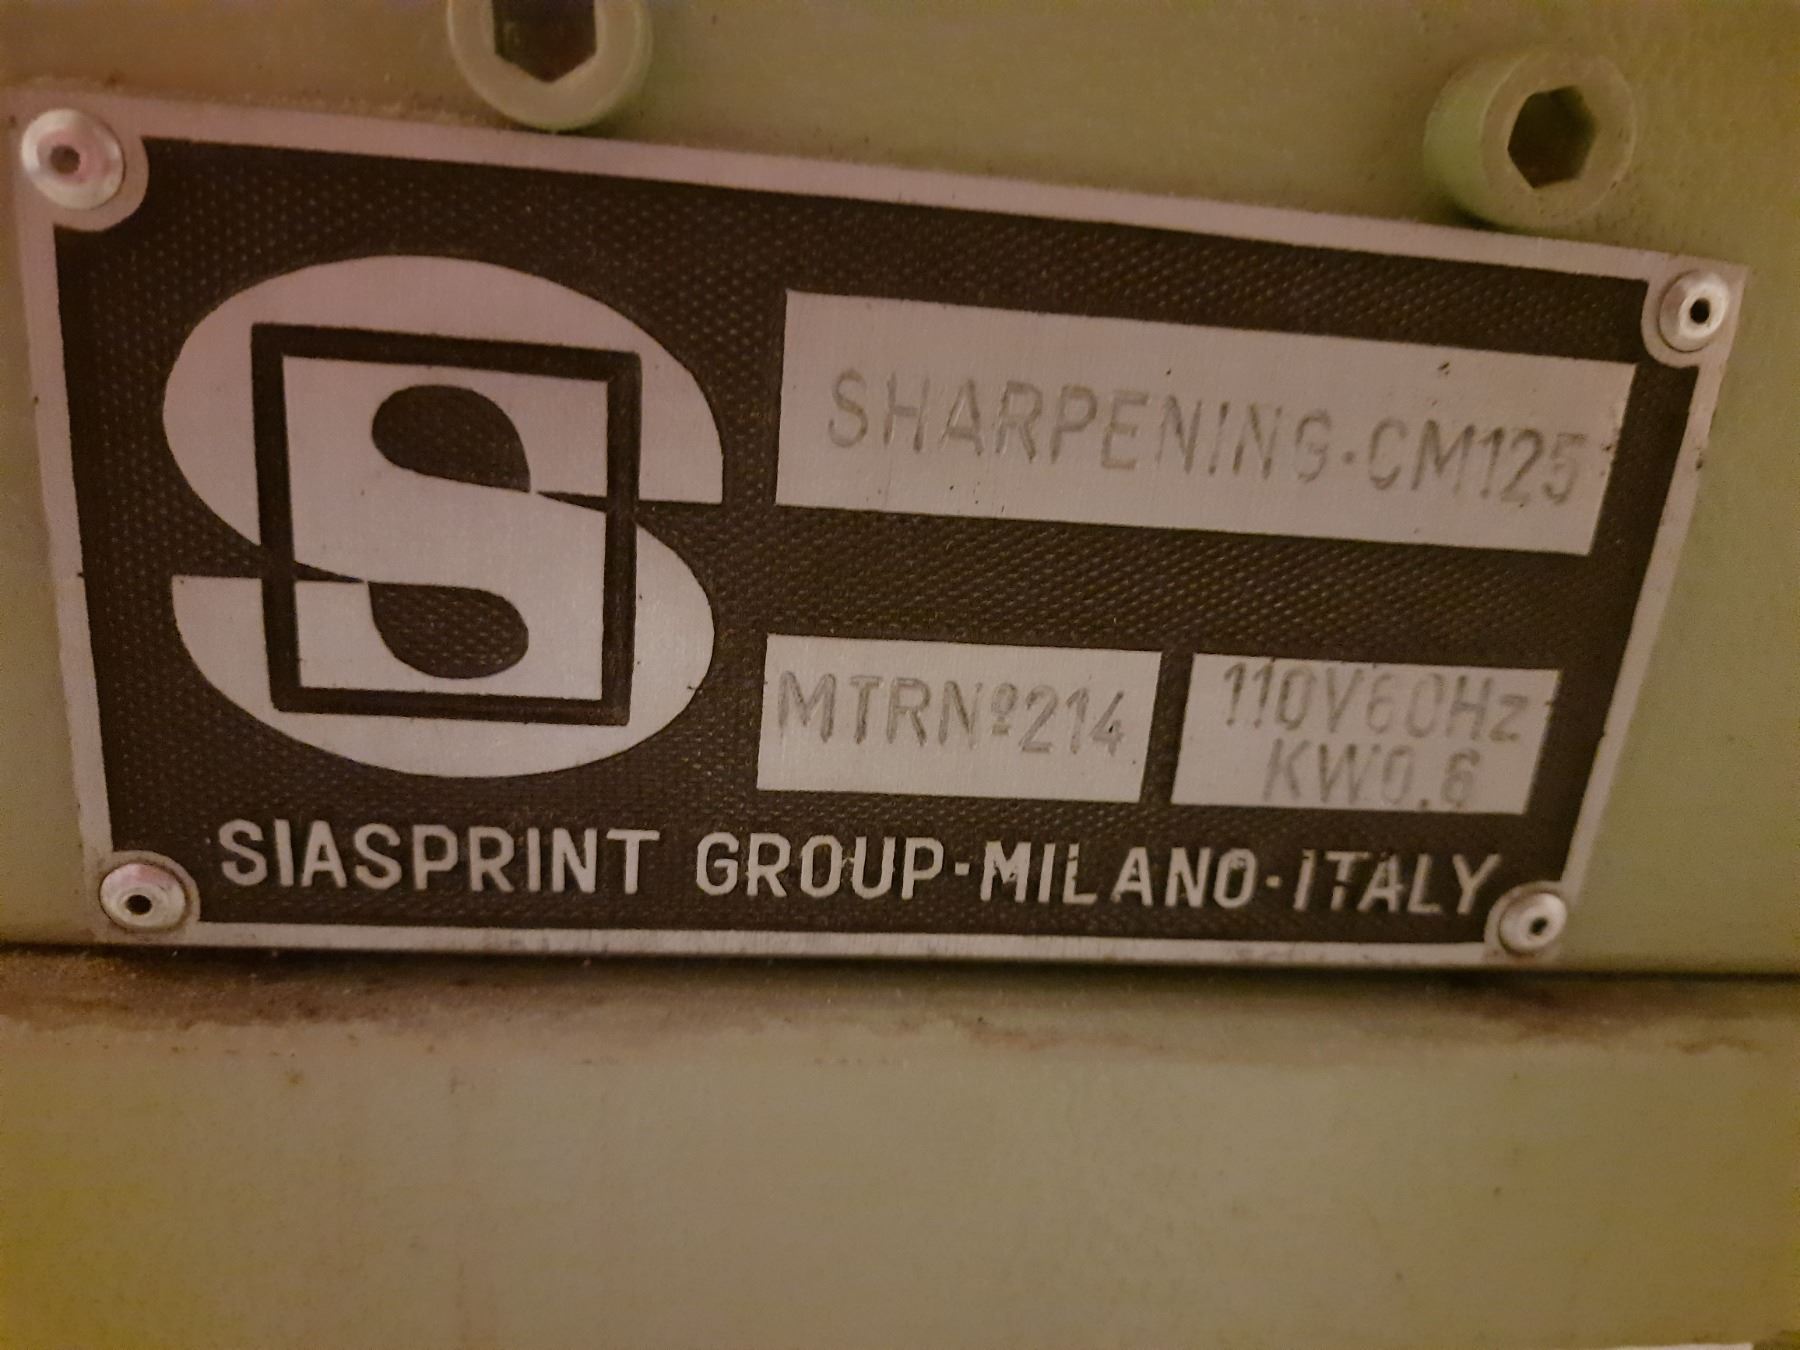 S
SHARPENING·CM125
MTRNº214
110V60Hz
KW0.6
SIASPRINT GROUP·MILANO·ITALY